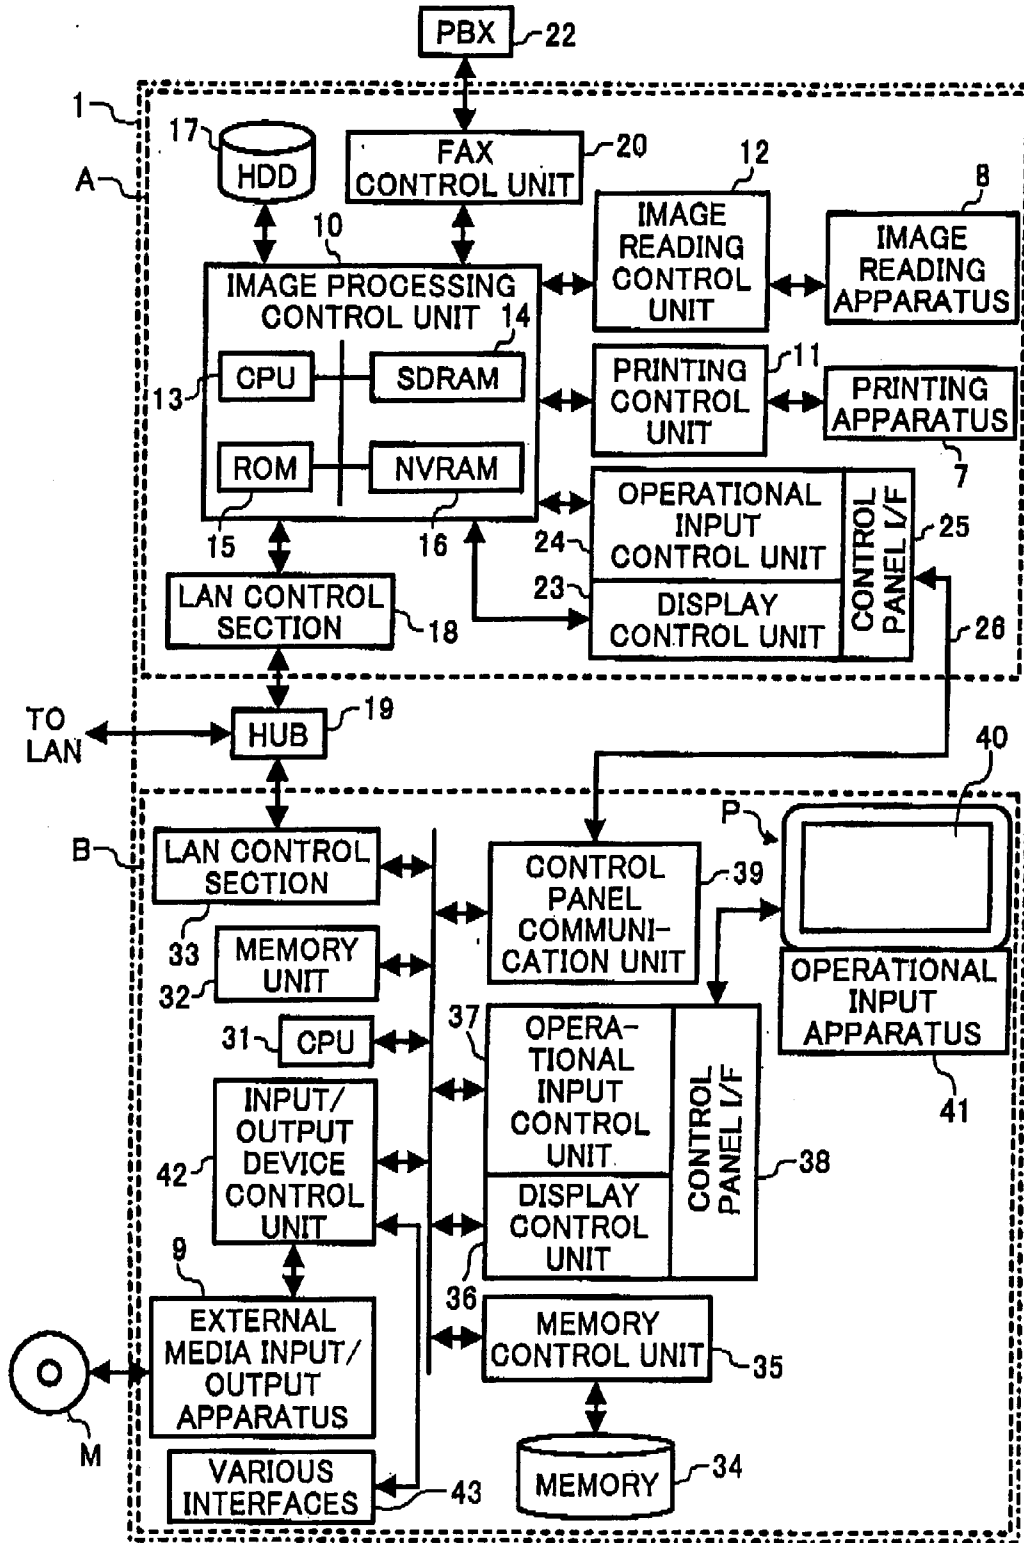 PBX
22
1
17
HDD
FAX
CONTROL UNIT
20
12
8
A
10
IMAGE
READING
CONTROL
UNIT
IMAGE
READING
APPARATUS
IMAGE PROCESSING
CONTROL UNIT
14
CPU
SDRAM
13
11
PRINTING
CONTROL
UNIT
PRINTING
APPARATUS
7
ROM
NVRAM
15
16
OPERATIONAL
INPUT
CONTROL UNIT
24
23
DISPLAY
CONTROL UNIT
CONTROL
PANEL I/F
25
26
LAN CONTROL
SECTION
18
TO
LAN
HUB
19
40
P
B
LAN CONTROL
SECTION
33
CONTROL
PANEL
COMMUNI-
CATION UNIT
39
MEMORY
UNIT
32
OPERATIONAL
INPUT
APPARATUS
41
31
CPU
37
OPERA-
TIONAL
INPUT
CONTROL
UNIT
CONTROL
PANEL I/F
38
INPUT/
OUTPUT
DEVICE
CONTROL
UNIT
42
DISPLAY
CONTROL
UNIT
36
9
EXTERNAL
MEDIA INPUT/
OUTPUT
APPARATUS
MEMORY
CONTROL UNIT
35
M
VARIOUS
INTERFACES
43
MEMORY
34